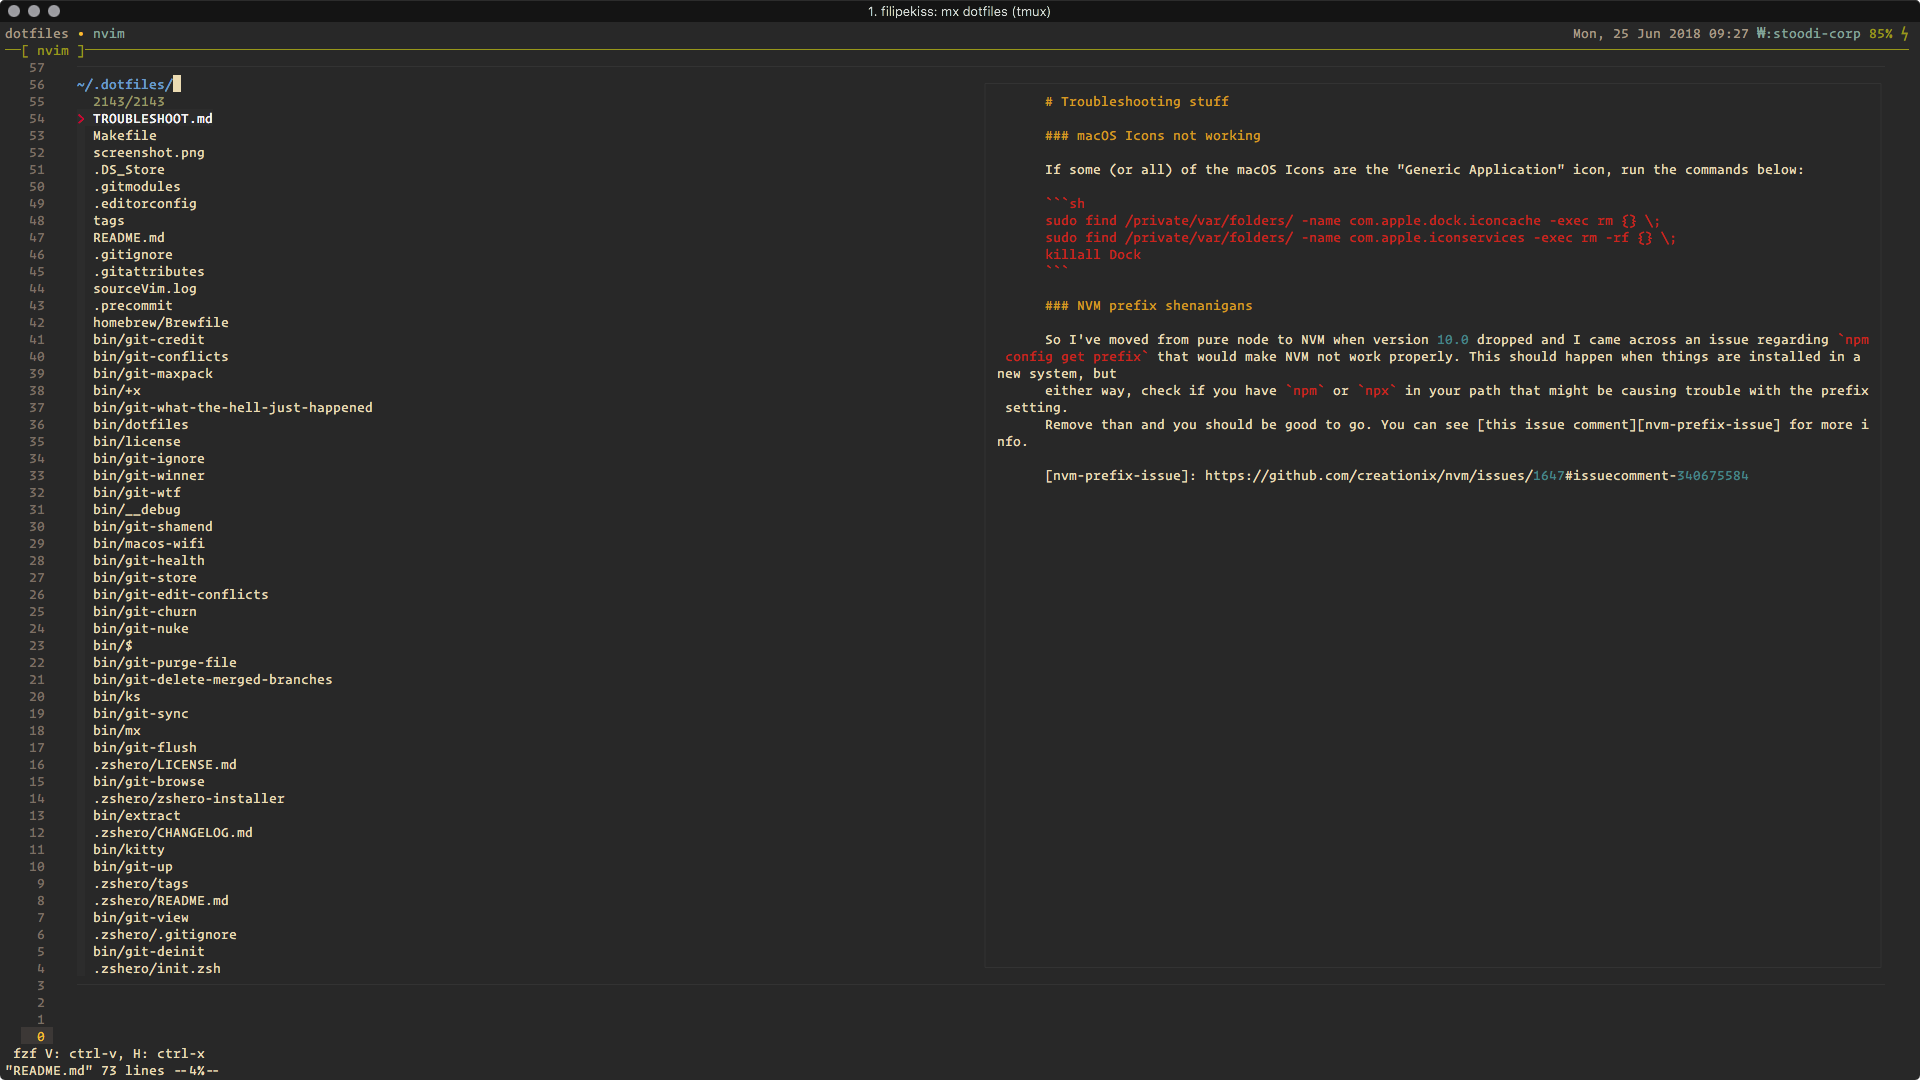 1. filipekiss: mx dotfiles (tmux)
dotfiles • nvim
Mon, 25 Jun 2018 09:27 ₩:stoodi-corp 85% ϟ
[ nvim ]
57
56 ~/.dotfiles/
55 2143/2143
54 > TROUBLESHOOT.md
53 Makefile
52 screenshot.png
51 .DS_Store
50 .gitmodules
49 .editorconfig
48 tags
47 README.md
46 .gitignore
45 .gitattributes
44 sourceVim.log
43 .precommit
42 homebrew/Brewfile
41 bin/git-credit
40 bin/git-conflicts
39 bin/git-maxpack
38 bin/+x
37 bin/git-what-the-hell-just-happened
36 bin/dotfiles
35 bin/license
34 bin/git-ignore
33 bin/git-winner
32 bin/git-wtf
31 bin/__debug
30 bin/git-shamend
29 bin/macos-wifi
28 bin/git-health
27 bin/git-store
26 bin/git-edit-conflicts
25 bin/git-churn
24 bin/git-nuke
23 bin/$
22 bin/git-purge-file
21 bin/git-delete-merged-branches
20 bin/ks
19 bin/git-sync
18 bin/mx
17 bin/git-flush
16 .zshero/LICENSE.md
15 bin/git-browse
14 .zshero/zshero-installer
13 bin/extract
12 .zshero/CHANGELOG.md
11 bin/kitty
10 bin/git-up
9 .zshero/tags
8 .zshero/README.md
7 bin/git-view
6 .zshero/.gitignore
5 bin/git-deinit
4 .zshero/init.zsh
3
2
1
0
# Troubleshooting stuff
### macOS Icons not working
If some (or all) of the macOS Icons are the "Generic Application" icon, run the commands below:
```sh
sudo find /private/var/folders/ -name com.apple.dock.iconcache -exec rm {} \;
sudo find /private/var/folders/ -name com.apple.iconservices -exec rm -rf {} \;
killall Dock
```
### NVM prefix shenanigans
So I've moved from pure node to NVM when version 10.0 dropped and I came across an issue regarding `npm
config get prefix` that would make NVM not work properly. This should happen when things are installed in a
new system, but
either way, check if you have `npm` or `npx` in your path that might be causing trouble with the prefix
setting.
Remove than and you should be good to go. You can see [this issue comment][nvm-prefix-issue] for more i
nfo.
[nvm-prefix-issue]: https://github.com/creationix/nvm/issues/1647#issuecomment-340675584
fzf V: ctrl-v, H: ctrl-x
"README.md" 73 lines --4%--